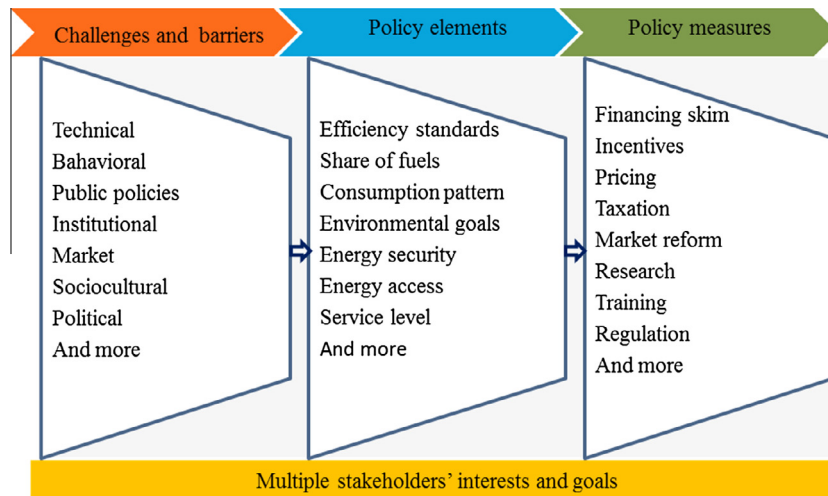 Challenges and barriers
Policy elements
Policy measures
Technical
Bahavioral
Public policies
Institutional
Market
Sociocultural
Political
And more
Efficiency standards
Share of fuels
Consumption pattern
Environmental goals
Energy security
Energy access
Service level
And more
Financing skim
Incentives
Pricing
Taxation
Market reform
Research
Training
Regulation
And more
Multiple stakeholders’ interests and goals